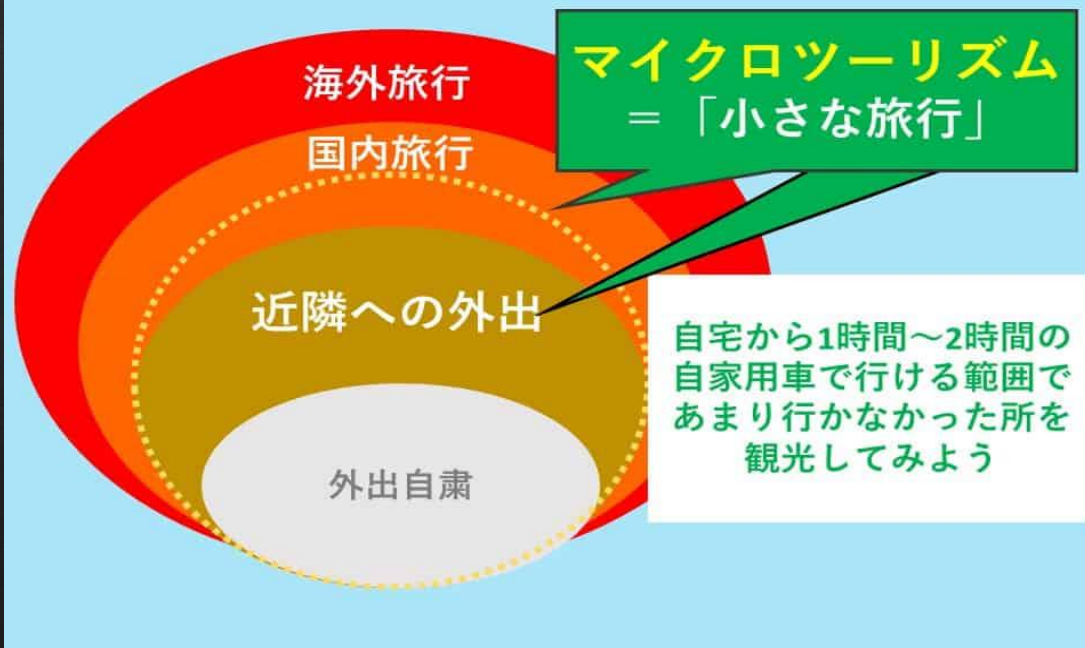 海外旅行
国内旅行
マイクロツーリズム
＝「小さな旅行」
近隣への外出
自宅から1時間～2時間の
自家用車で行ける範囲で
あまり行かなかった所を
観光してみよう
外出自粛